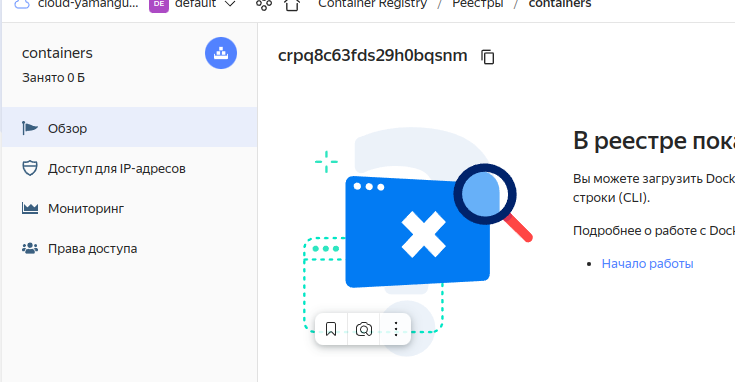 cloud-yamangu... DE default Container Registry / Реестры / containers
containers
Занято 0 Б
crpq8c63fds29h0bqsnm
Обзор
Доступ для IP-адресов
Мониторинг
Права доступа
В реестре пока
Вы можете загрузить Dock
строки (CLI).
Подробнее о работе с Dock
Начало работы